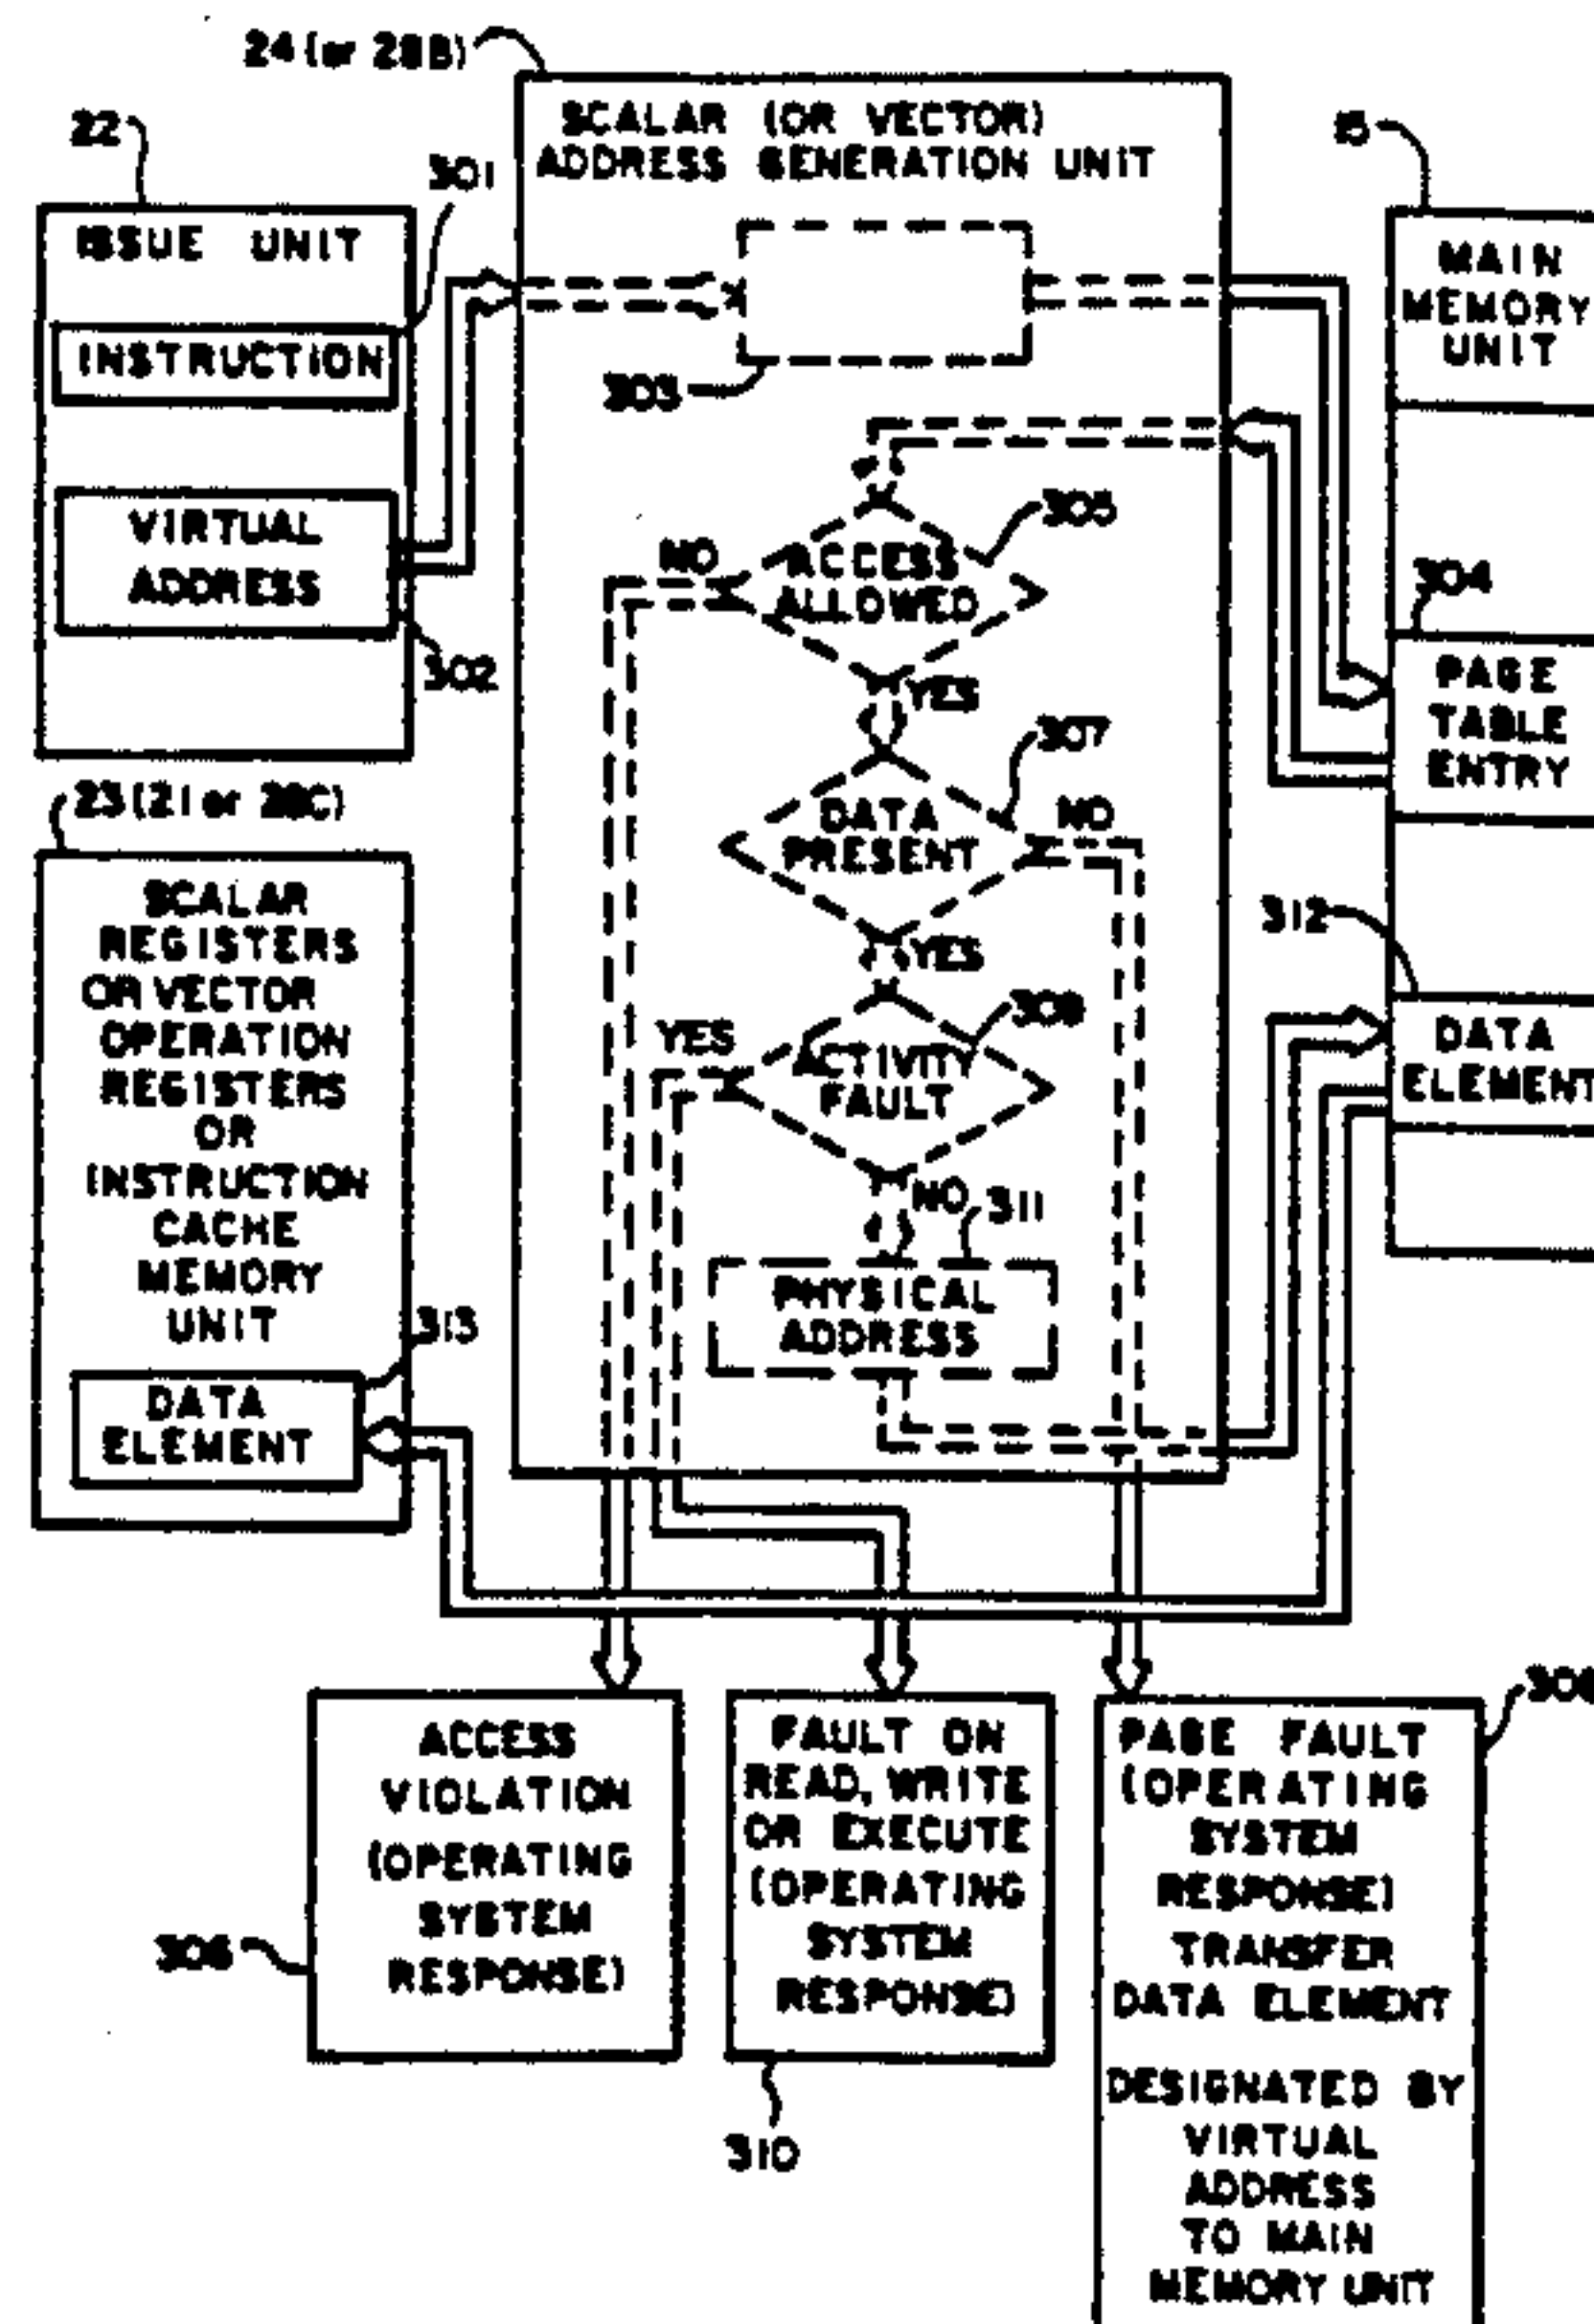 24 (or 28B)
SCALAR (OR VECTOR)
ADDRESS GENERATION UNIT
22
301
15
ISSUE UNIT
INSTRUCTION
MAIN
MEMORY
UNIT
303
VIRTUAL
ADDRESS
302
305
NO
ACCESS
ALLOWED
YES
304
PAGE
TABLE
ENTRY
307
DATA
PRESENT
NO
YES
23 (21 or 28C)
SCALAR
REGISTERS
OR VECTOR
OPERATION
REGISTERS
OR
INSTRUCTION
CACHE
MEMORY
UNIT
312
DATA
ELEMENT
309
YES
ACTIVITY
FAULT
NO
311
PHYSICAL
ADDRESS
313
DATA
ELEMENT
ACCESS
VIOLATION
(OPERATING
SYSTEM
RESPONSE)
306
FAULT ON
READ, WRITE
OR EXECUTE
(OPERATING
SYSTEM
RESPONSE)
310
308
PAGE FAULT
(OPERATING
SYSTEM
RESPONSE)
TRANSFER
DATA ELEMENT
DESIGNATED BY
VIRTUAL
ADDRESS
TO MAIN
MEMORY UNIT